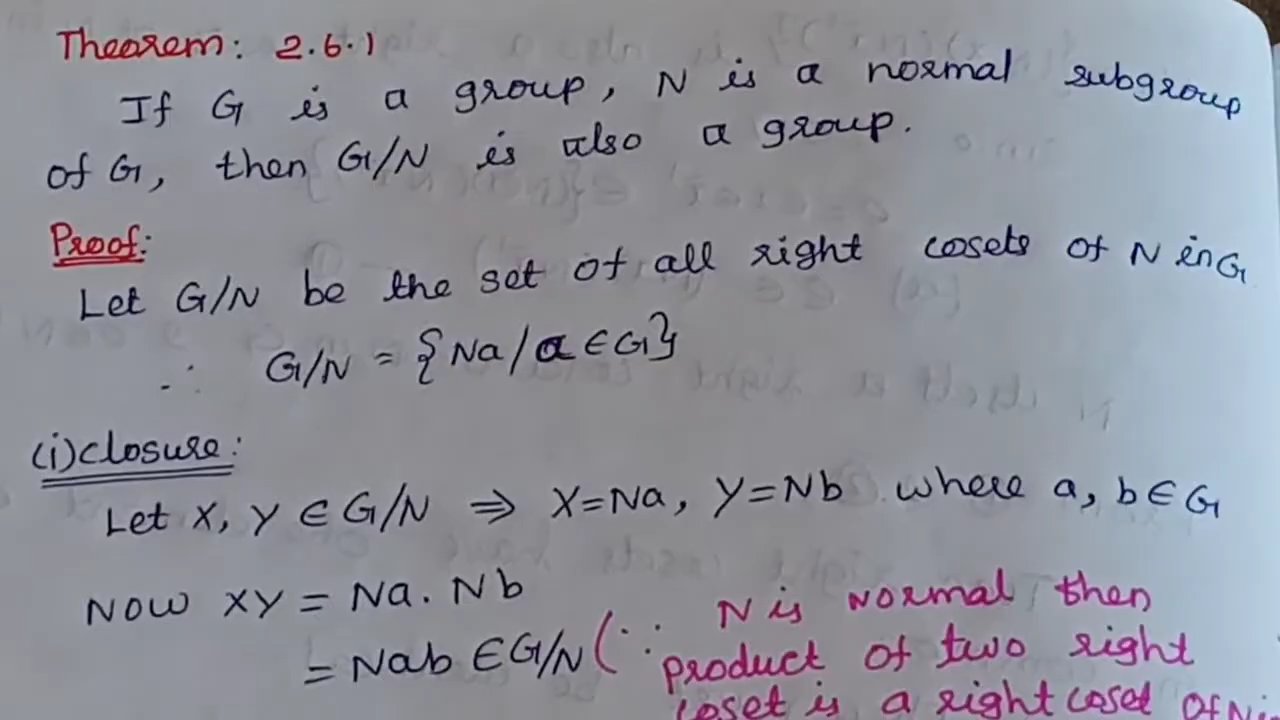 Theorem: 2.6.1
If G is a group, N is a normal subgroup
of G, then G/N is also a group.
Proof:
Let G/N be the set of all right cosets of N in G
∴ G/N = {Na/a∈G}
(i) closure:
Let X, Y ∈ G/N ⇒ X=Na, Y=Nb where a, b∈G
Now XY = Na. Nb
= Nab ∈G/N (∵ N is normal then
product of two right
coset is a right coset of N